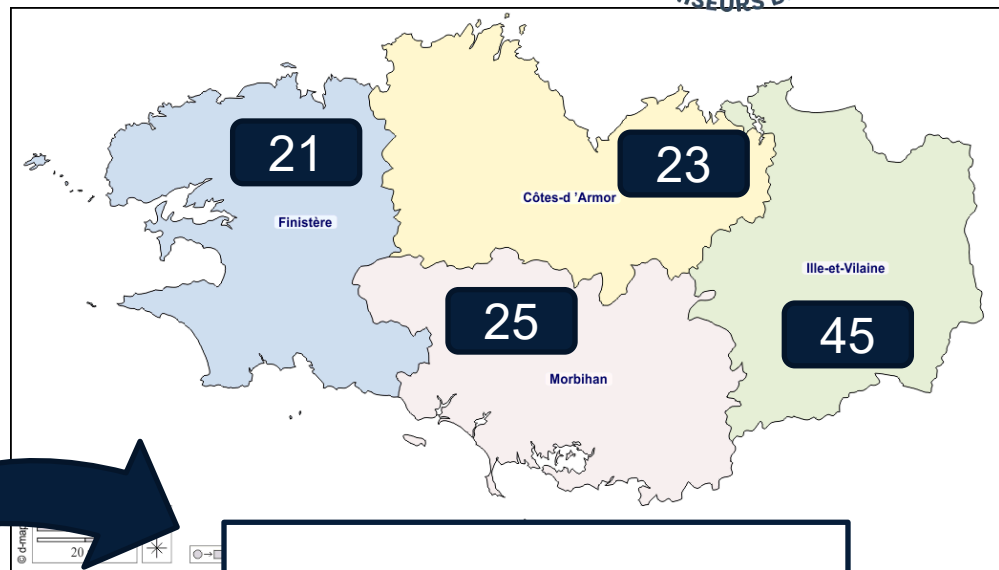 21
23
Côtes-d 'Armor
Finistère
Ille-et-Vilaine
25
45
Morbihan
20